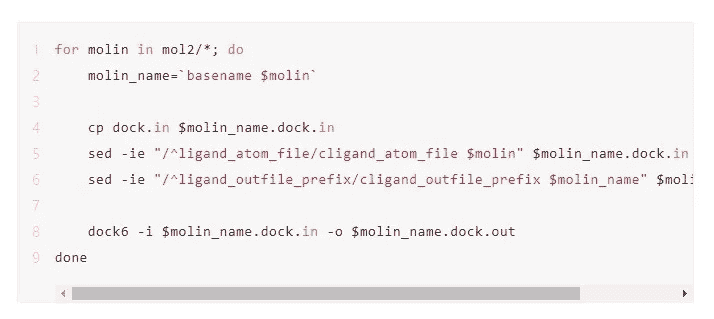 1 for molin in mol2/*; do
2     molin_name=`basename $molin`
3
4     cp dock.in $molin_name.dock.in
5     sed -ie "/^ligand_atom_file/cligand_atom_file $molin" $molin_name.dock.in
6     sed -ie "/^ligand_outfile_prefix/cligand_outfile_prefix $molin_name" $moli
7
8     dock6 -i $molin_name.dock.in -o $molin_name.dock.out
9 done